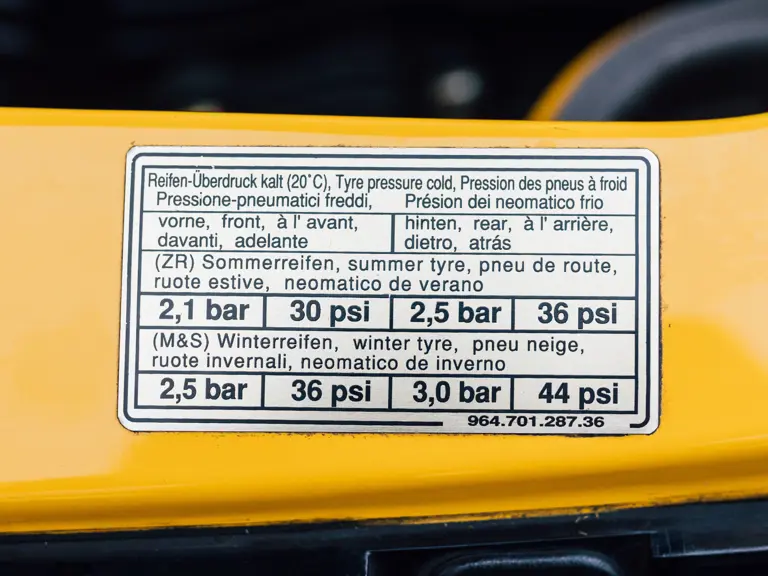 Reifen-Überdruck kalt (20°C), Tyre pressure cold, Pression des pneus à froid
Pressione-pneumatici freddi, Présion dei neomatico frio
vorne, front, à l' avant,
davanti, adelante
hinten, rear, à l' arrière,
dietro, atrás
(ZR) Sommerreifen, summer tyre, pneu de route,
ruote estive, neomatico de verano
2,1 bar 30 psi 2,5 bar 36 psi
(M&S) Winterreifen, winter tyre, pneu neige,
ruote invernali, neomatico de inverno
2,5 bar 36 psi 3,0 bar 44 psi
964.701.287.36